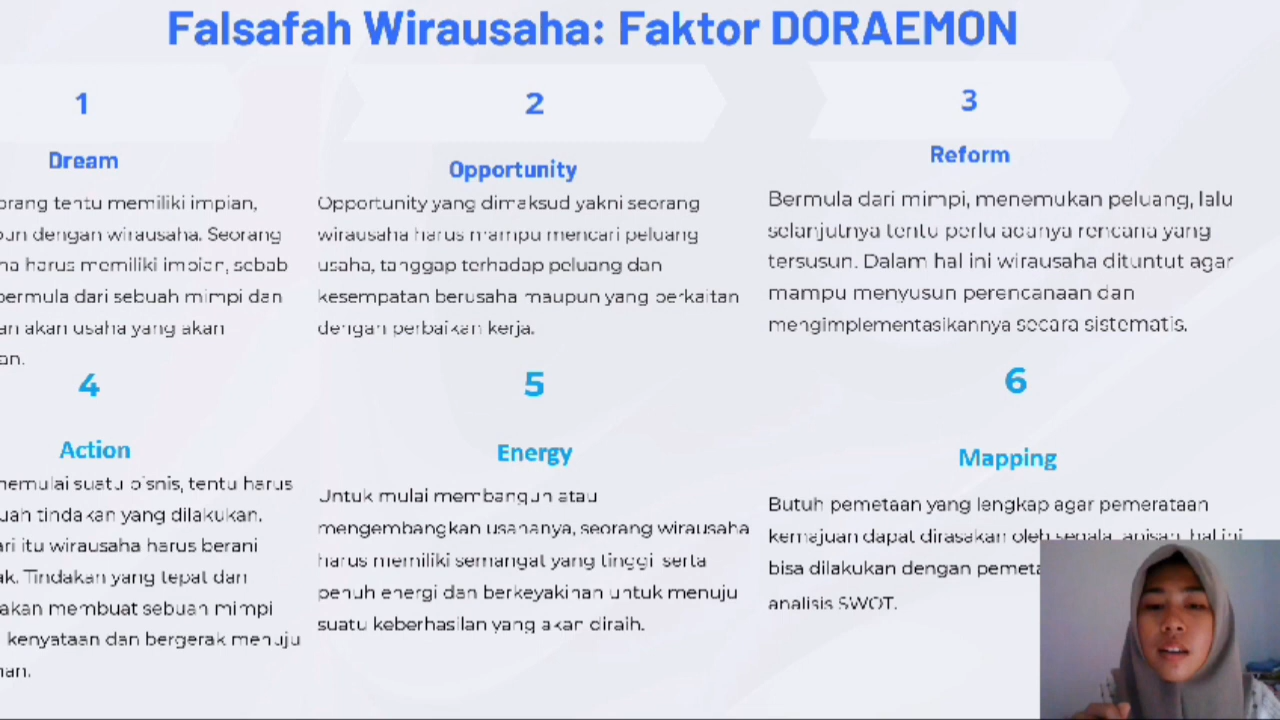 Falsafah Wirausaha: Faktor DORAEMON
1
Dream
orang tentu memiliki impian,
un dengan wirausaha. Seorang
ha harus memiliki impian, sebab
bermula dari sebuah mimpi dan
an akan usaha yang akan
an.
2
Opportunity
Opportunity yang dimaksud yakni seorang
wirausaha harus mampu mencari peluang
usaha, tanggap terhadap peluang dan
kesempatan berusaha maupun yang berkaitan
dengan perbaikan kerja.
3
Reform
Bermula dari mimpi, menemukan peluang, lalu
selanjutnya tentu perlu adanya rencana yang
tersusun. Dalam hal ini wirausaha dituntut agar
mampu menyusun perencanaan dan
mengimplementasikannya secara sistematis.
4
Action
memulai suatu bisnis, tentu harus
uah tindakan yang dilakukan.
ari itu wirausaha harus berani
ak. Tindakan yang tepat dan
akan membuat sebuah mimpi
kenyataan dan bergerak menuju
han.
5
Energy
Untuk mulai membangun atau
mengembangkan usahanya, seorang wirausaha
harus memiliki semangat yang tinggi serta
penuh energi dan berkeyakinan untuk menuju
suatu keberhasilan yang akan diraih.
6
Mapping
Butuh pemetaan yang lengkap agar pemerataan
kemajuan dapat dirasakan oleh segala lapisan, hal ini
bisa dilakukan dengan pemeta
analisis SWOT.